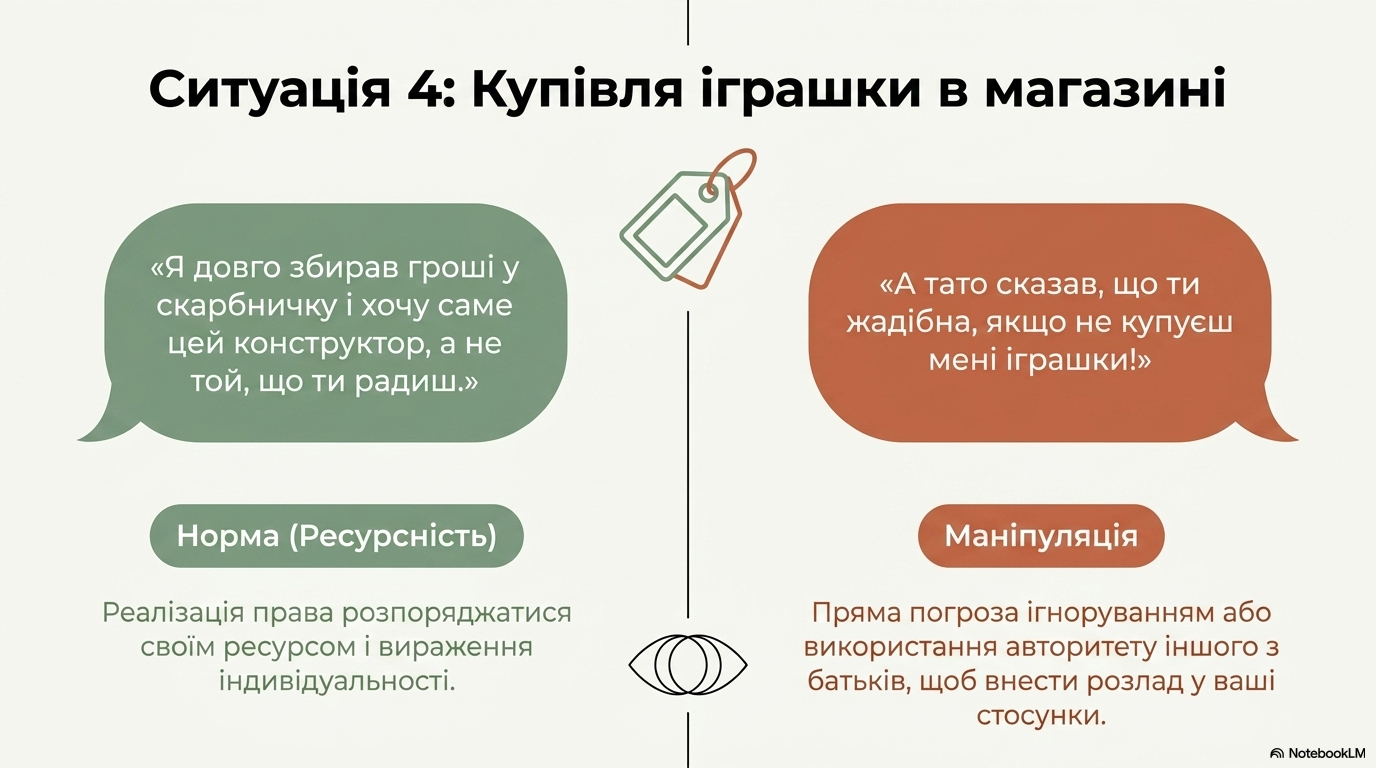 Ситуація 4: Купівля іграшки в магазині
«Я довго збирав гроші у
скарбничку і хочу саме
цей конструктор, а не
той, що ти радиш.»
Норма (Ресурсність)
Реалізація права розпоряджатися
своїм ресурсом і вираження
індивідуальності.
«А тато сказав, що ти
жадібна, якщо не купуєш
мені іграшки!»
Маніпуляція
Пряма погроза ігноруванням або
використання авторитету іншого з
батьків, щоб внести розлад у ваші
стосунки.
NotebookLM